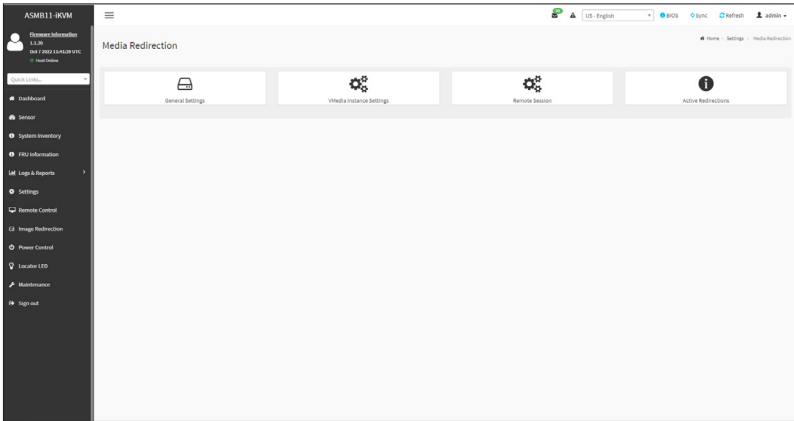 ASMB11-iKVM
Firmware Information
1.1.20
Oct 7 2022 11:41:20 UTC
Host Online
Quick Links...
Dashboard
Sensor
System Inventory
FRU Information
Logs & Reports
Settings
Remote Control
Image Redirection
Power Control
Locator LED
Maintenance
Sign out
US - English
BIOS
Sync
Refresh
admin
Media Redirection
Home - Settings - Media Redirection
General Settings
VMedia Instance Settings
Remote Session
Active Redirections